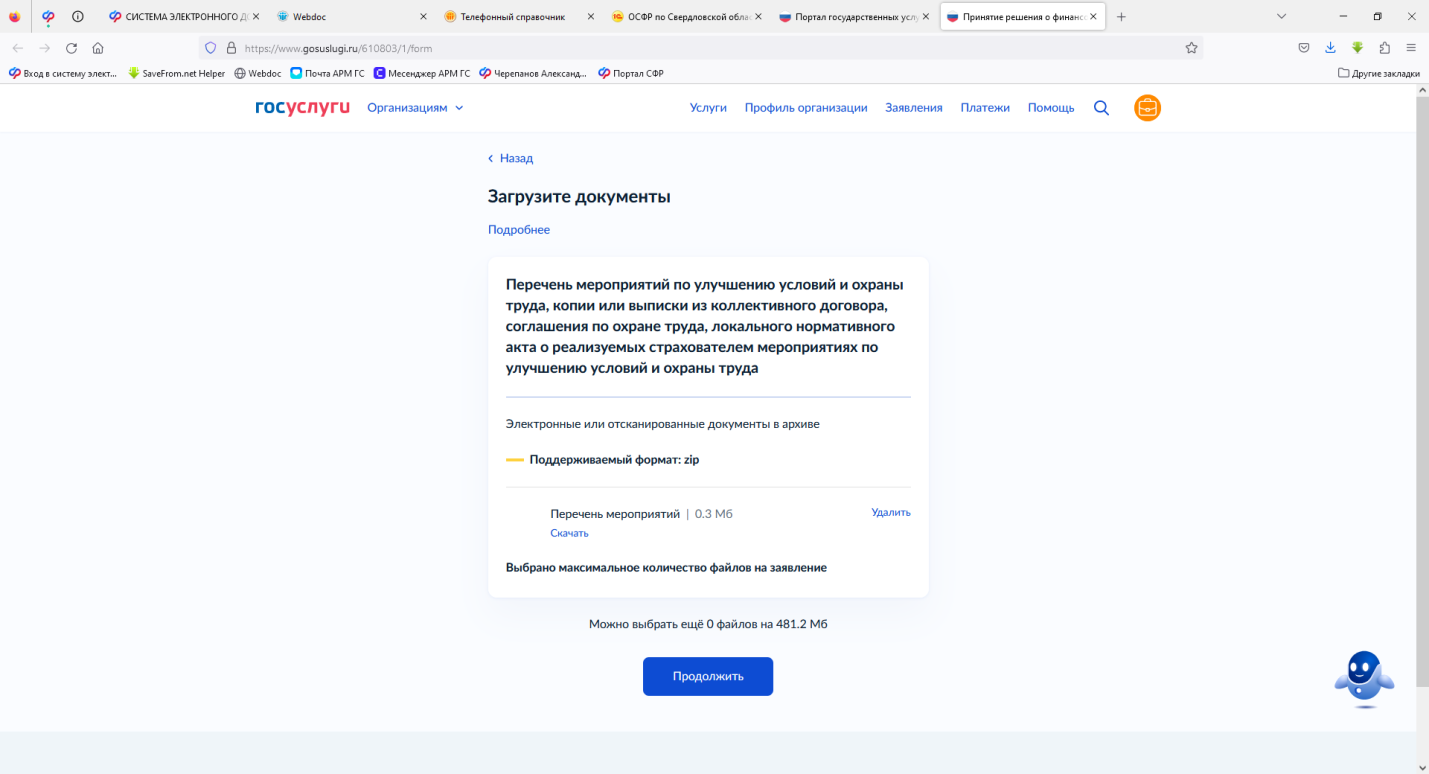 СИСТЕМА ЭЛЕКТРОННОГО Д
Webdoc
Телефонный справочник
ОСФР по Свердловской обла
Портал государственных услу
Принятие решения о финанс
https://www.gosuslugi.ru/610803/1/form
Вход в систему элект...
SaveFrom.net Helper
Webdoc
Почта АРМ ГС
Месенджер АРМ ГС
Черепанов Александ...
Портал СФР
Другие закладки
госуслуги
Организациям
Услуги
Профиль организации
Заявления
Платежи
Помощь
Назад
Загрузите документы
Подробнее
Перечень мероприятий по улучшению условий и охраны
труда, копии или выписки из коллективного договора,
соглашения по охране труда, локального нормативного
акта о реализуемых страхователем мероприятиях по
улучшению условий и охраны труда
Электронные или отсканированные документы в архиве
Поддерживаемый формат: zip
Перечень мероприятий | 0.3 Мб
Удалить
Скачать
Выбрано максимальное количество файлов на заявление
Можно выбрать ещё 0 файлов на 481.2 Мб
Продолжить